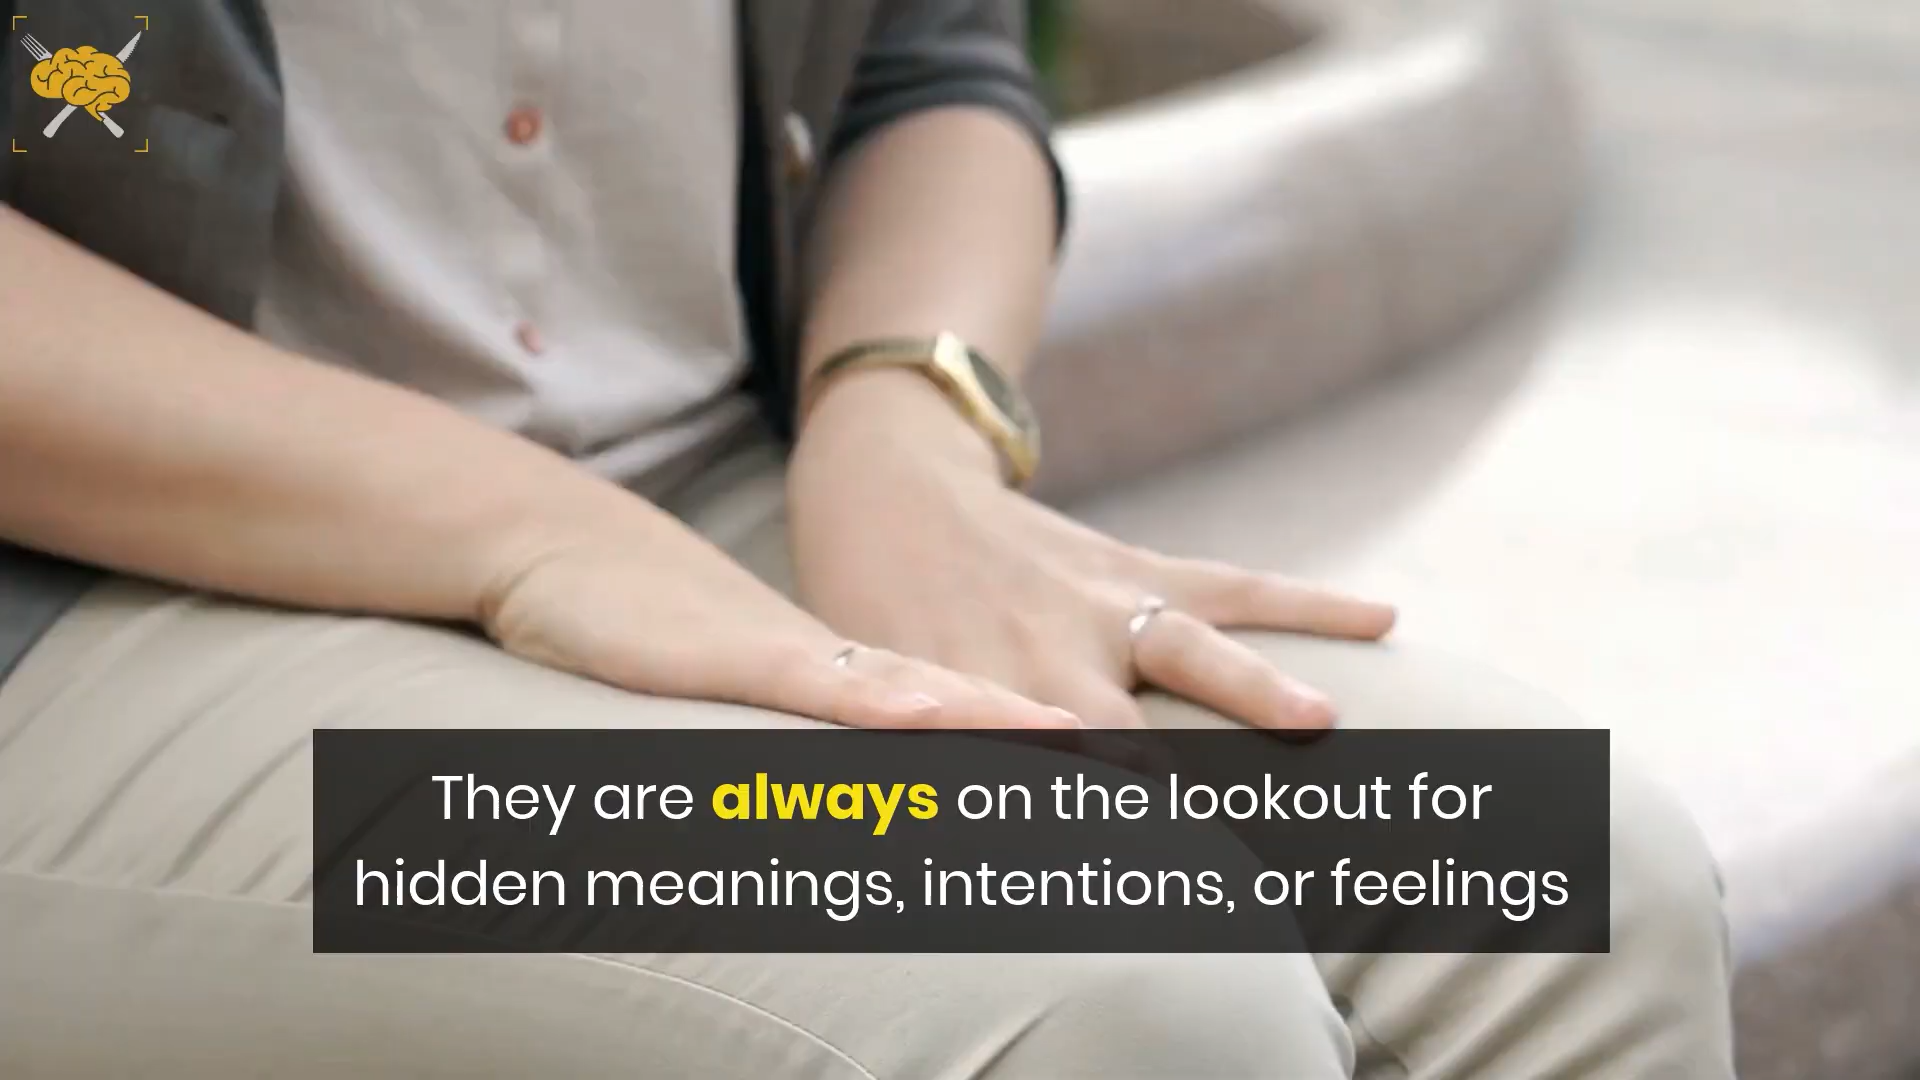 They are always on the lookout for
hidden meanings, intentions, or feelings